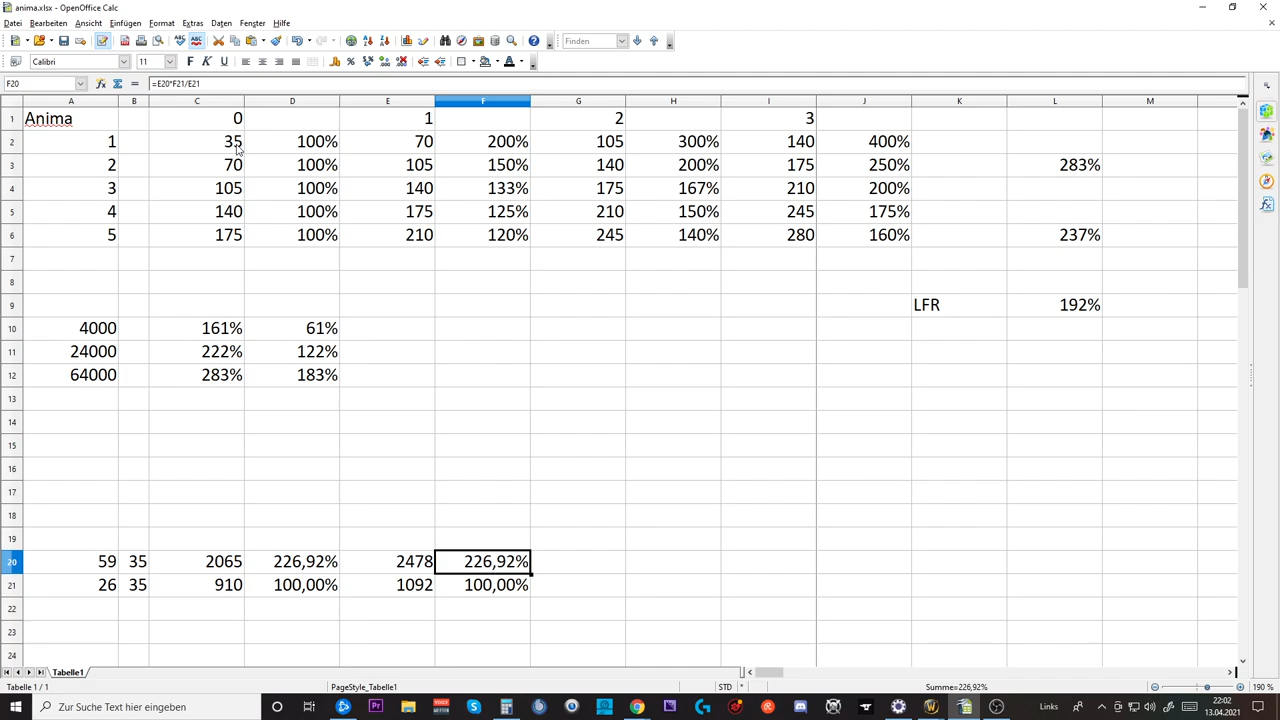 anima.xlsx - OpenOffice Calc
Datei Bearbeiten Ansicht Einfügen Format Extras Daten Fenster Hilfe
Finden
Calibri 11 F K U
F20 =E20*F21/E21
A B C D E F G H I J K L M
1 Anima 0 1 2 3
2 1 35 100% 70 200% 105 300% 140 400%
3 2 70 100% 105 150% 140 200% 175 250% 283%
4 3 105 100% 140 133% 175 167% 210 200%
5 4 140 100% 175 125% 210 150% 245 175%
6 5 175 100% 210 120% 245 140% 280 160% 237%
7
8
9 LFR 192%
10 4000 161% 61%
11 24000 222% 122%
12 64000 283% 183%
13
14
15
16
17
18
19
20 59 35 2065 226,92% 2478 226,92%
21 26 35 910 100,00% 1092 100,00%
22
23
24
Tabelle1
Tabelle 1 / 1 PageStyle_Tabelle1 STD * Summe=226,92% 190 %
Zur Suche Text hier eingeben Links 22:02
13.04.2021